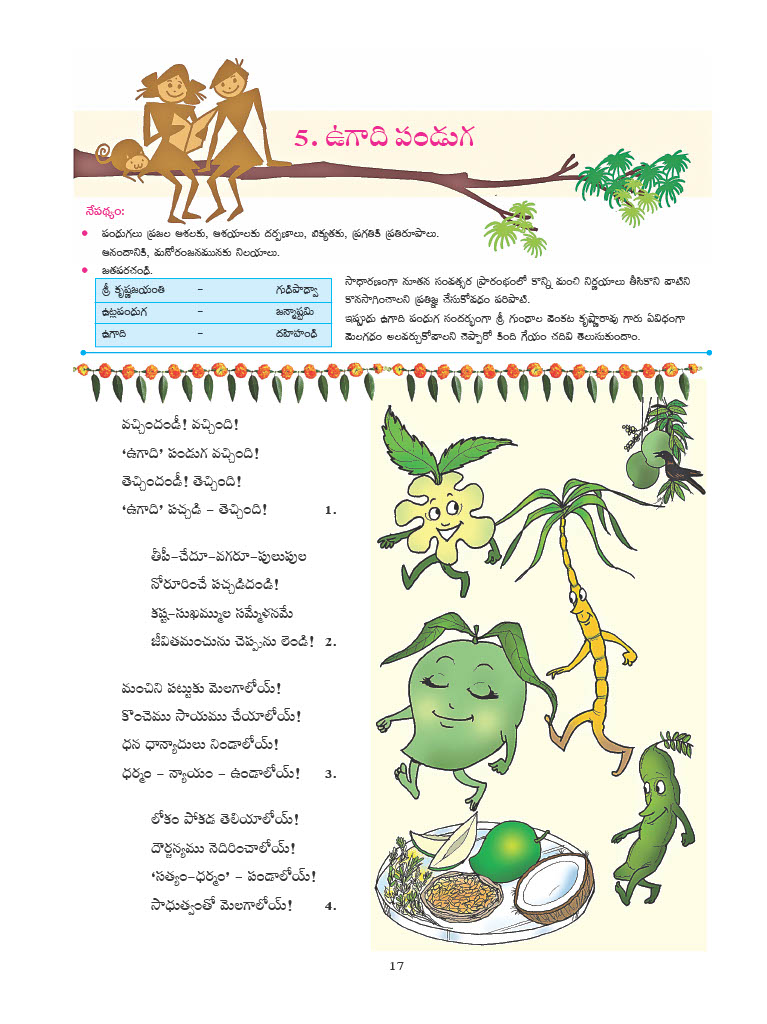 5. ఉగాది పండుగ
నేపథ్యం:
• పండుగలు ప్రజల ఆశలకు, ఆశయాలకు దర్పణాలు, ఐక్యతకు, ప్రగతికి ప్రతిరూపాలు.
ఆనందానికి, మనోరంజనమునకు నిలయాలు.
• జతపరచండి.
శ్రీ కృష్ణజయంతి – గుడిపాడ్వా
ఉట్లపండుగ – జన్మాష్టమి
ఉగాది – దహిహండి
సాధారణంగా నూతన సంవత్సర ప్రారంభంలో కొన్ని మంచి నిర్ణయాలు తీసికొని వాటిని
కొనసాగించాలని ప్రతిజ్ఞ చేసుకోవడం పరిపాటి.
ఇప్పుడు ఉగాది పండుగ సందర్భంగా శ్రీ గుండాల వెంకట కృష్ణారావు గారు ఏవిధంగా
మెలగడం అలవర్చుకోవాలని చెప్పారో కింది గేయం చదివి తెలుసుకుందాం.
వచ్చిందండీ! వచ్చింది!
‘ఉగాది’ పండుగ వచ్చింది!
తెచ్చిందండీ! తెచ్చింది!
‘ఉగాది’ పచ్చడి – తెచ్చింది! 1.
తీపీ–చేదూ–వగరూ–పులుపుల
నోరూరించే పచ్చడిదండి!
కష్ట–సుఖమ్ముల సమ్మేళనమే
జీవితమంచును చెప్పును లెండి! 2.
మంచిని పట్టుకు మెలగాలోయ్!
కొంచెము సాయము చేయాలోయ్!
ధన ధాన్యాదులు నిండాలోయ్!
ధర్మం – న్యాయం – ఉండాలోయ్! 3.
లోకం పోకడ తెలియాలోయ్!
దౌర్జన్యము నెదిరించాలోయ్!
‘సత్యం–ధర్మం’ – పండాలోయ్!
సాధుత్వంతో మెలగాలోయ్! 4.
17